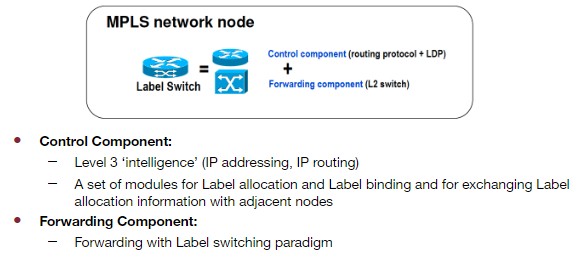 MPLS network node
Control component (routing protocol + LDP)
=
+
Label Switch
Forwarding component (L2 switch)
• Control Component:
– Level 3 ‘intelligence’ (IP addressing, IP routing)
– A set of modules for Label allocation and Label binding and for exchanging Label
allocation information with adjacent nodes
• Forwarding Component:
– Forwarding with Label switching paradigm